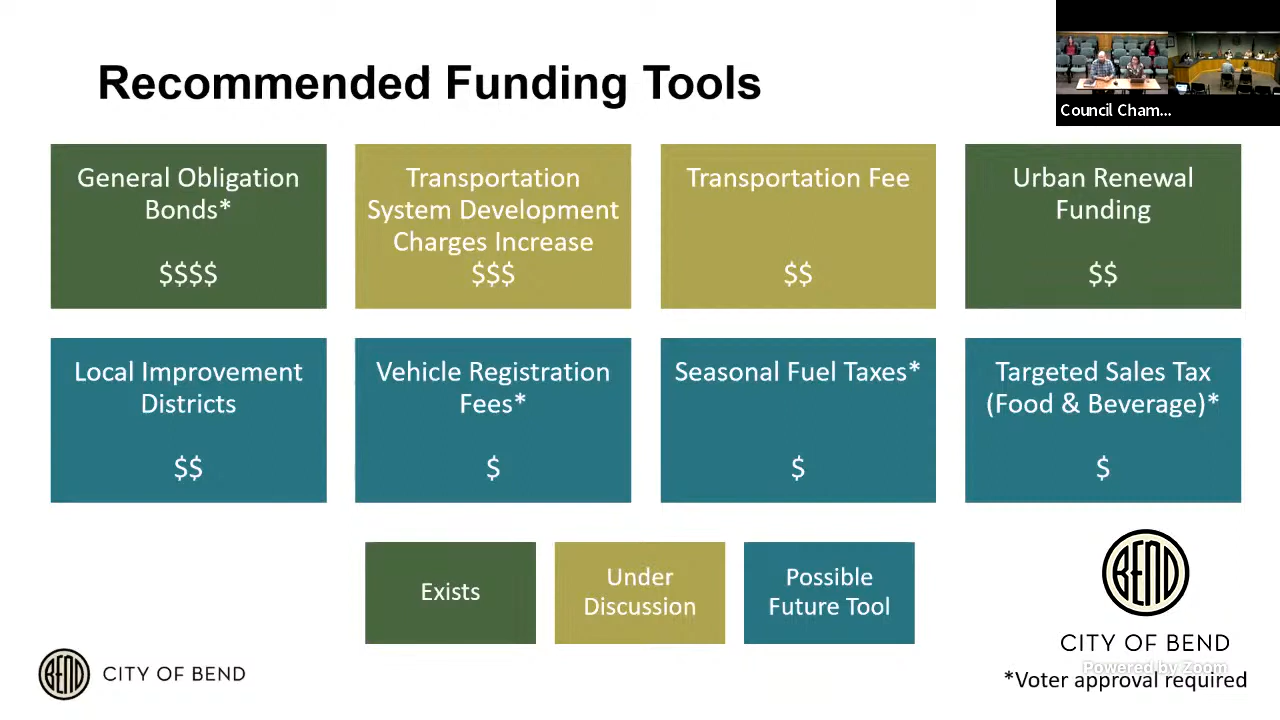 Recommended Funding Tools
Council Cham...
General Obligation
Bonds*
$$$$
Transportation
System Development
Charges Increase
$$$
Transportation Fee
$$
Urban Renewal
Funding
$$
Local Improvement
Districts
$$
Vehicle Registration
Fees*
$
Seasonal Fuel Taxes*
$
Targeted Sales Tax
(Food & Beverage)*
$
Exists
Under
Discussion
Possible
Future Tool
BEND
CITY OF BEND
BEND
CITY OF BEND
Powered by Zoom
*Voter approval required